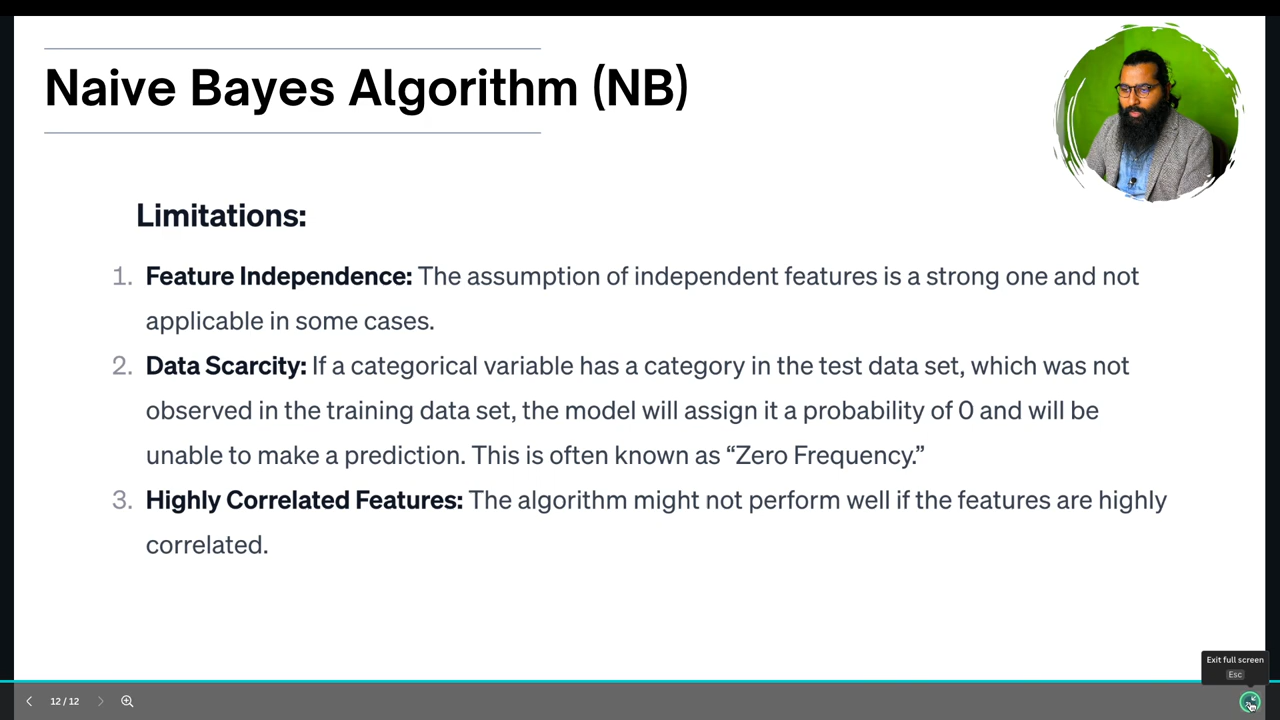 Naive Bayes Algorithm (NB)
Limitations:
1. Feature Independence: The assumption of independent features is a strong one and not
applicable in some cases.
2. Data Scarcity: If a categorical variable has a category in the test data set, which was not
observed in the training data set, the model will assign it a probability of 0 and will be
unable to make a prediction. This is often known as “Zero Frequency.”
3. Highly Correlated Features: The algorithm might not perform well if the features are highly
correlated.
Exit full screen
Esc
12 / 12